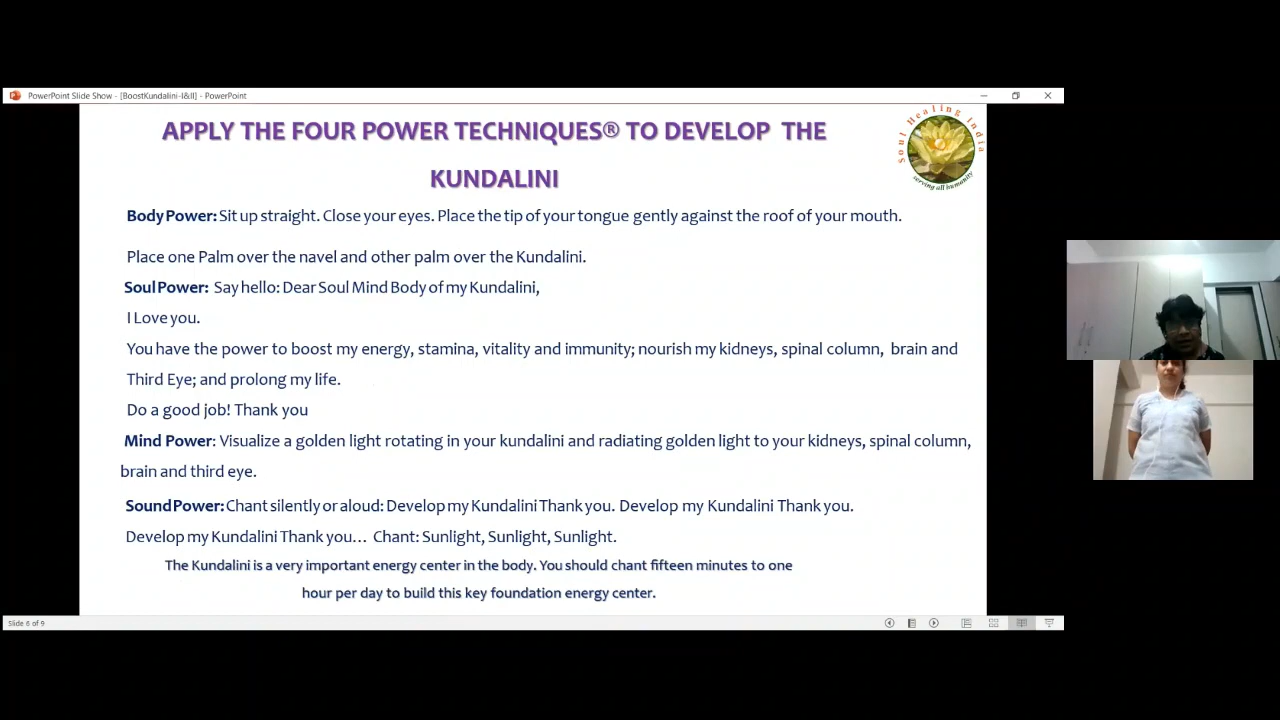 PowerPoint Slide Show - [BoostKundalini-I&II] - PowerPoint
APPLY THE FOUR POWER TECHNIQUES® TO DEVELOP THE
KUNDALINI
Soul Healing India
serving all humanity
Body Power: Sit up straight. Close your eyes. Place the tip of your tongue gently against the roof of your mouth.
Place one Palm over the navel and other palm over the Kundalini.
Soul Power: Say hello: Dear Soul Mind Body of my Kundalini,
I Love you.
You have the power to boost my energy, stamina, vitality and immunity; nourish my kidneys, spinal column, brain and
Third Eye; and prolong my life.
Do a good job! Thank you
Mind Power: Visualize a golden light rotating in your kundalini and radiating golden light to your kidneys, spinal column,
brain and third eye.
Sound Power: Chant silently or aloud: Develop my Kundalini Thank you. Develop my Kundalini Thank you.
Develop my Kundalini Thank you... Chant: Sunlight, Sunlight, Sunlight.
The Kundalini is a very important energy center in the body. You should chant fifteen minutes to one
hour per day to build this key foundation energy center.
Slide 6 of 9